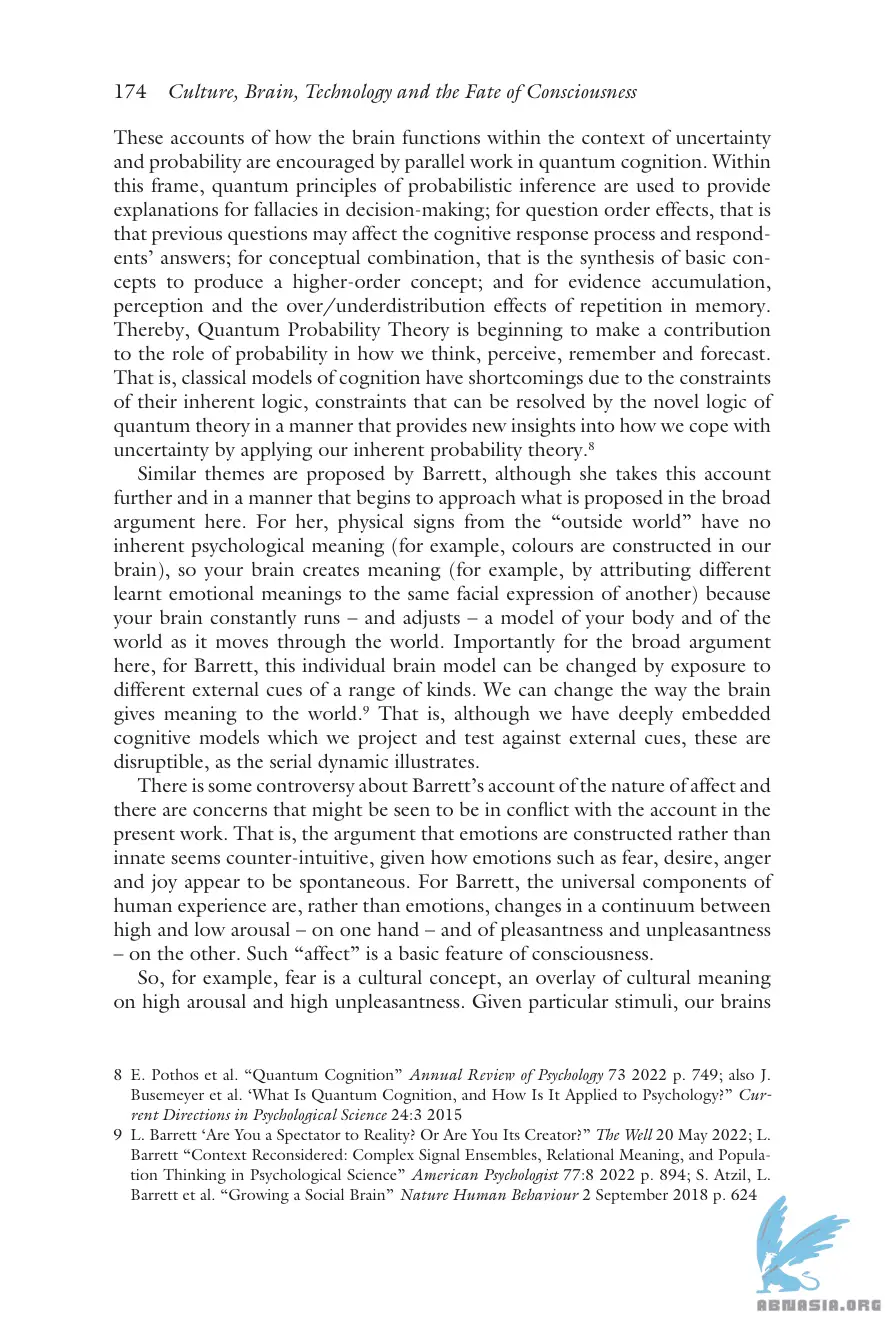 174 Culture, Brain, Technology and the Fate of Consciousness
These accounts of how the brain functions within the context of uncertainty
and probability are encouraged by parallel work in quantum cognition. Within
this frame, quantum principles of probabilistic inference are used to provide
explanations for fallacies in decision-making; for question order effects, that is
that previous questions may affect the cognitive response process and respond-
ents’ answers; for conceptual combination, that is the synthesis of basic con-
cepts to produce a higher-order concept; and for evidence accumulation,
perception and the over/underdistribution effects of repetition in memory.
Thereby, Quantum Probability Theory is beginning to make a contribution
to the role of probability in how we think, perceive, remember and forecast.
That is, classical models of cognition have shortcomings due to the constraints
of their inherent logic, constraints that can be resolved by the novel logic of
quantum theory in a manner that provides new insights into how we cope with
uncertainty by applying our inherent probability theory.⁸
Similar themes are proposed by Barrett, although she takes this account
further and in a manner that begins to approach what is proposed in the broad
argument here. For her, physical signs from the “outside world” have no
inherent psychological meaning (for example, colours are constructed in our
brain), so your brain creates meaning (for example, by attributing different
learnt emotional meanings to the same facial expression of another) because
your brain constantly runs – and adjusts – a model of your body and of the
world as it moves through the world. Importantly for the broad argument
here, for Barrett, this individual brain model can be changed by exposure to
different external cues of a range of kinds. We can change the way the brain
gives meaning to the world.⁹ That is, although we have deeply embedded
cognitive models which we project and test against external cues, these are
disruptible, as the serial dynamic illustrates.
There is some controversy about Barrett’s account of the nature of affect and
there are concerns that might be seen to be in conflict with the account in the
present work. That is, the argument that emotions are constructed rather than
innate seems counter-intuitive, given how emotions such as fear, desire, anger
and joy appear to be spontaneous. For Barrett, the universal components of
human experience are, rather than emotions, changes in a continuum between
high and low arousal – on one hand – and of pleasantness and unpleasantness
– on the other. Such “affect” is a basic feature of consciousness.
So, for example, fear is a cultural concept, an overlay of cultural meaning
on high arousal and high unpleasantness. Given particular stimuli, our brains
8 E. Pothos et al. “Quantum Cognition” Annual Review of Psychology 73 2022 p. 749; also J.
Busemeyer et al. ‘What Is Quantum Cognition, and How Is It Applied to Psychology?” Cur-
rent Directions in Psychological Science 24:3 2015
9 L. Barrett ‘Are You a Spectator to Reality? Or Are You Its Creator?” The Well 20 May 2022; L.
Barrett “Context Reconsidered: Complex Signal Ensembles, Relational Meaning, and Popula-
tion Thinking in Psychological Science” American Psychologist 77:8 2022 p. 894; S. Atzil, L.
Barrett et al. “Growing a Social Brain” Nature Human Behaviour 2 September 2018 p. 624
ABNASIA.ORG